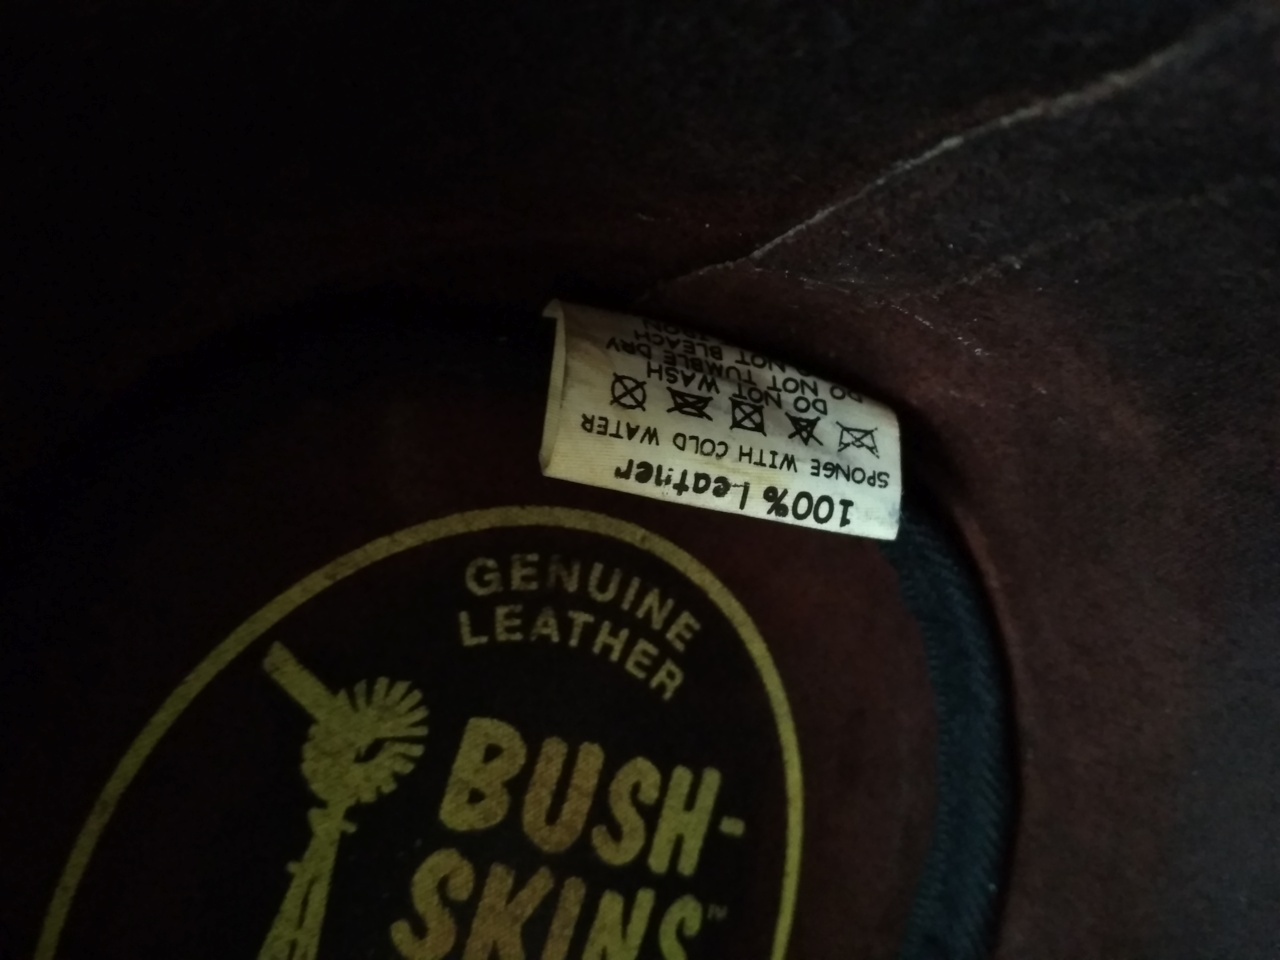 100% Leather
SPONGE WITH COLD WATER
DO NOT WASH
DO NOT TUMBLE DRY
DO NOT BLEACH
GENUINE
LEATHER
BUSH-
SKINS™